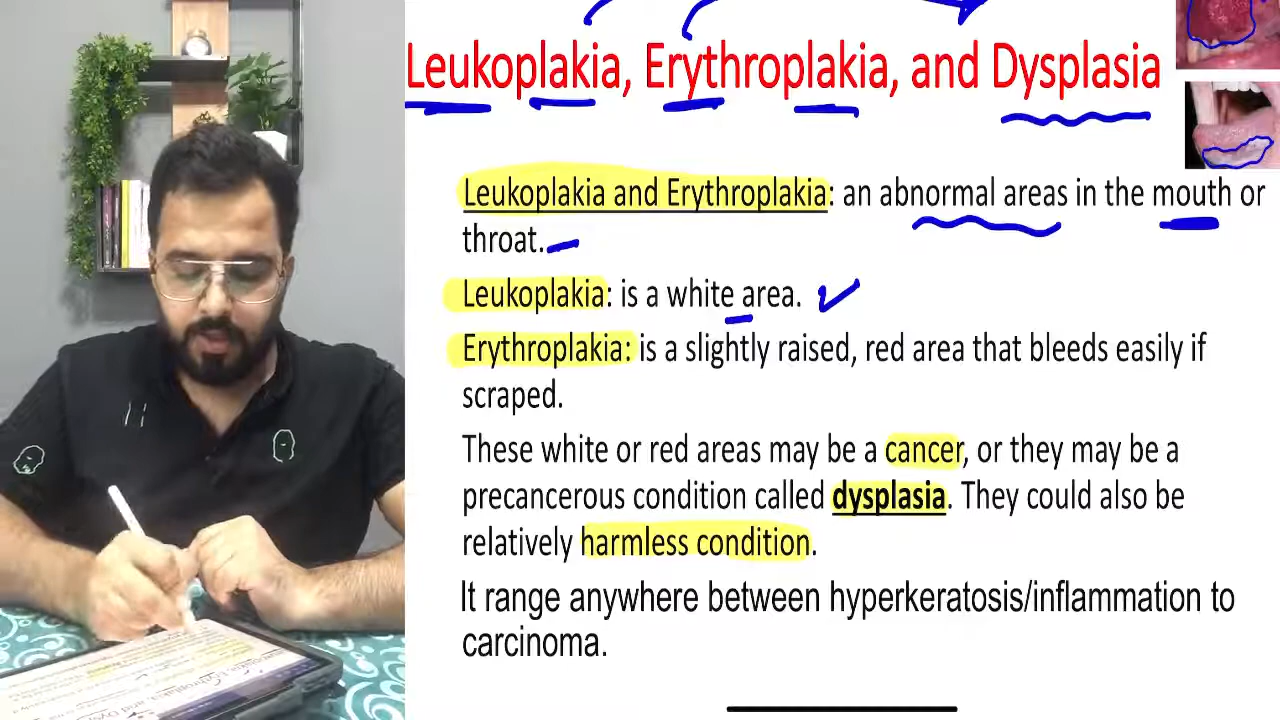 Leukoplakia, Erythroplakia, and Dysplasia
Leukoplakia and Erythroplakia: an abnormal areas in the mouth or
throat.
Leukoplakia: is a white area.
Erythroplakia: is a slightly raised, red area that bleeds easily if
scraped.
These white or red areas may be a cancer, or they may be a
precancerous condition called dysplasia. They could also be
relatively harmless condition.
It range anywhere between hyperkeratosis/inflammation to
carcinoma.